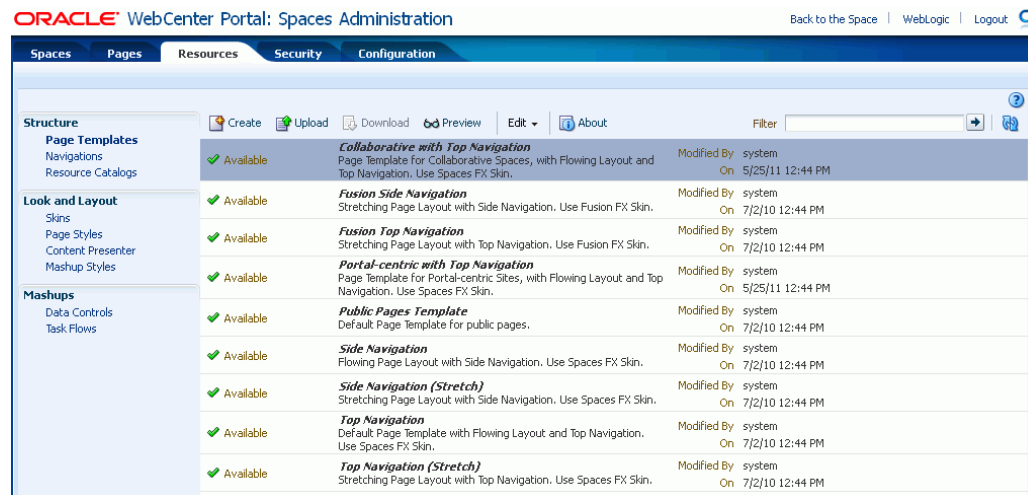 ORACLE WebCenter Portal: Spaces Administration
Back to the Space | WebLogic | Logout
Spaces Pages Resources Security Configuration
Structure
Page Templates
Navigations
Resource Catalogs
Look and Layout
Skins
Page Styles
Content Presenter
Mashup Styles
Mashups
Data Controls
Task Flows
Create Upload Download Preview Edit About Filter
Available
Collaborative with Top Navigation
Page Template for Collaborative Spaces, with Flowing Layout and
Top Navigation. Use Spaces FX Skin.
Modified By system
On 5/25/11 12:44 PM
Available
Fusion Side Navigation
Stretching Page Layout with Side Navigation. Use Fusion FX Skin.
Modified By system
On 7/2/10 12:44 PM
Available
Fusion Top Navigation
Stretching Page Layout with Top Navigation. Use Fusion FX Skin.
Modified By system
On 7/2/10 12:44 PM
Available
Portal-centric with Top Navigation
Page Template for Portal-centric Sites, with Flowing Layout and Top
Navigation. Use Spaces FX Skin.
Modified By system
On 5/25/11 12:44 PM
Available
Public Pages Template
Default Page Template for public pages.
Modified By system
On 7/2/10 12:44 PM
Available
Side Navigation
Flowing Page Layout with Side Navigation. Use Spaces FX Skin.
Modified By system
On 7/2/10 12:44 PM
Available
Side Navigation (Stretch)
Stretching Page Layout with Side Navigation. Use Spaces FX Skin.
Modified By system
On 7/2/10 12:44 PM
Available
Top Navigation
Default Page Template with Flowing Layout and Top Navigation.
Use Spaces FX Skin.
Modified By system
On 7/2/10 12:44 PM
Available
Top Navigation (Stretch)
Stretching Page Layout with Top Navigation. Use Spaces FX Skin.
Modified By system
On 7/2/10 12:44 PM